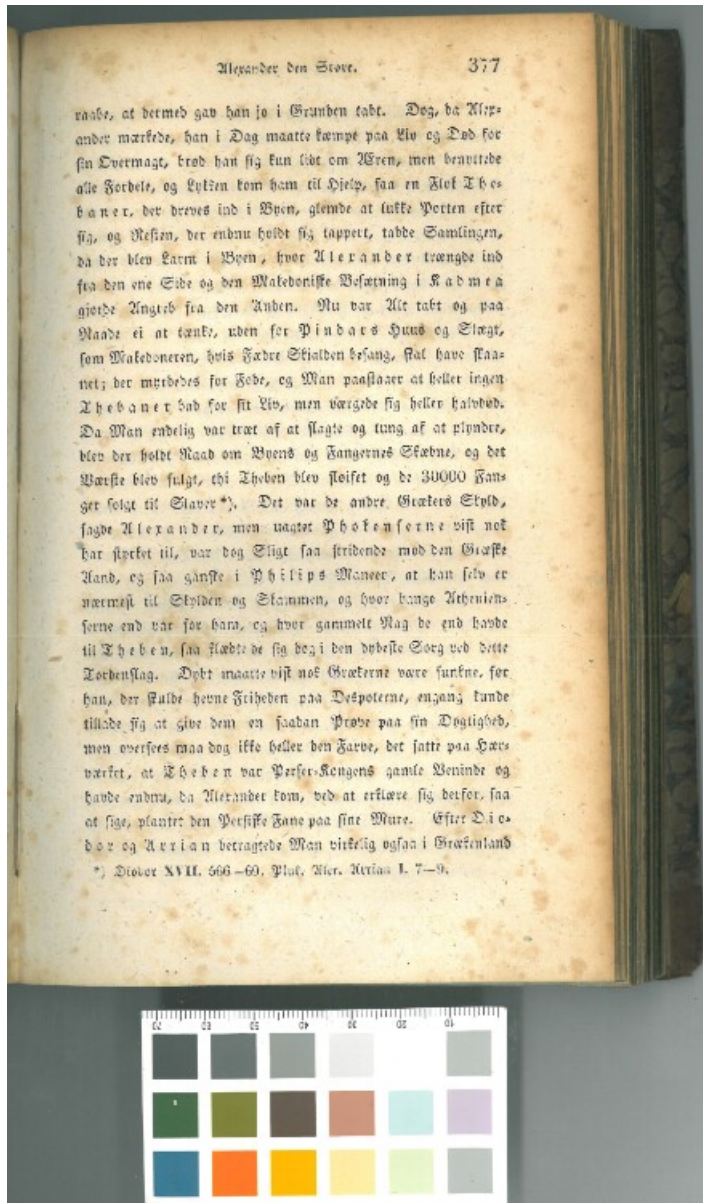 Alexander den Store. 377
raabe, at dermed gav han jo i Grunden tabt. Dog, da Alex-
ander mærkede, han i Dag maatte kæmpe paa Liv og Død for
sin Overmagt, brød han sig kun lidt om Æren, men benyttede
alle Fordele, og Lykken kom ham til Hjelp, saa en Flok The-
baner, der dreves ind i Byen, glemde at lukke Porten efter
sig, og Resten, der endnu holdt sig tappert, tabde Samlingen,
da der blev Larm i Byen, hvor Alexander trængde ind
fra den ene Side og den Makedoniske Besætning i Kadmea
gjorde Angreb fra den Anden. Nu var Alt tabt og paa
Naade ei at tænke, uden for Pindars Huus og Slægt,
som Makedoneren, hvis Fædre Skjalden besang, skal have skaa-
net; der myrdedes for Fode, og Man paastaaer at heller ingen
Thebaner bad for sit Liv, men værgede sig heller halvdød.
Da Man endelig var træt af at slagte og tung af at plyndre,
blev der holdt Raad om Byens og Fangernes Skæbne, og det
Værste blev fulgt, thi Theben blev sløifet og de 30000 Fan-
ger solgt til Slaver*). Det var de andre Grækers Skyld,
sagde Alexander, men uagtet Phokenserne vist nok
har styrket til, var dog Sligt saa stridende mod den Græske
Aand, og saa ganske i Philips Maneer, at han selv er
nærmest til Skylden og Skammen, og hvor bange Athenien-
serne end var for ham, og hvor gammelt Nag de end havde
til Theben, saa klædte de sig dog i den dybeste Sorg ved dette
Tordenslag. Dybt maatte vist nok Grækerne være sunkne, før
han, der skulde hevne Friheden paa Despoterne, engang kunde
tillade sig at give dem en saadan Prøve paa sin Dygtighed,
men oversees maa dog ikke heller den Farve, det satte paa Hær-
værket, at Theben var Perser-Kongens gamle Veninde og
havde endnu, da Alexander kom, ved at erklære sig derfor, saa
at sige, plantet den Persiske Fane paa sine Mure. Efter Dio-
dor og Arrian betragtede Man virkelig ogsaa i Grækenland
*) Diodor XVII. 566–69. Plut. Alex. Arrian I. 7–9.
70 60 50 40 30 20 10